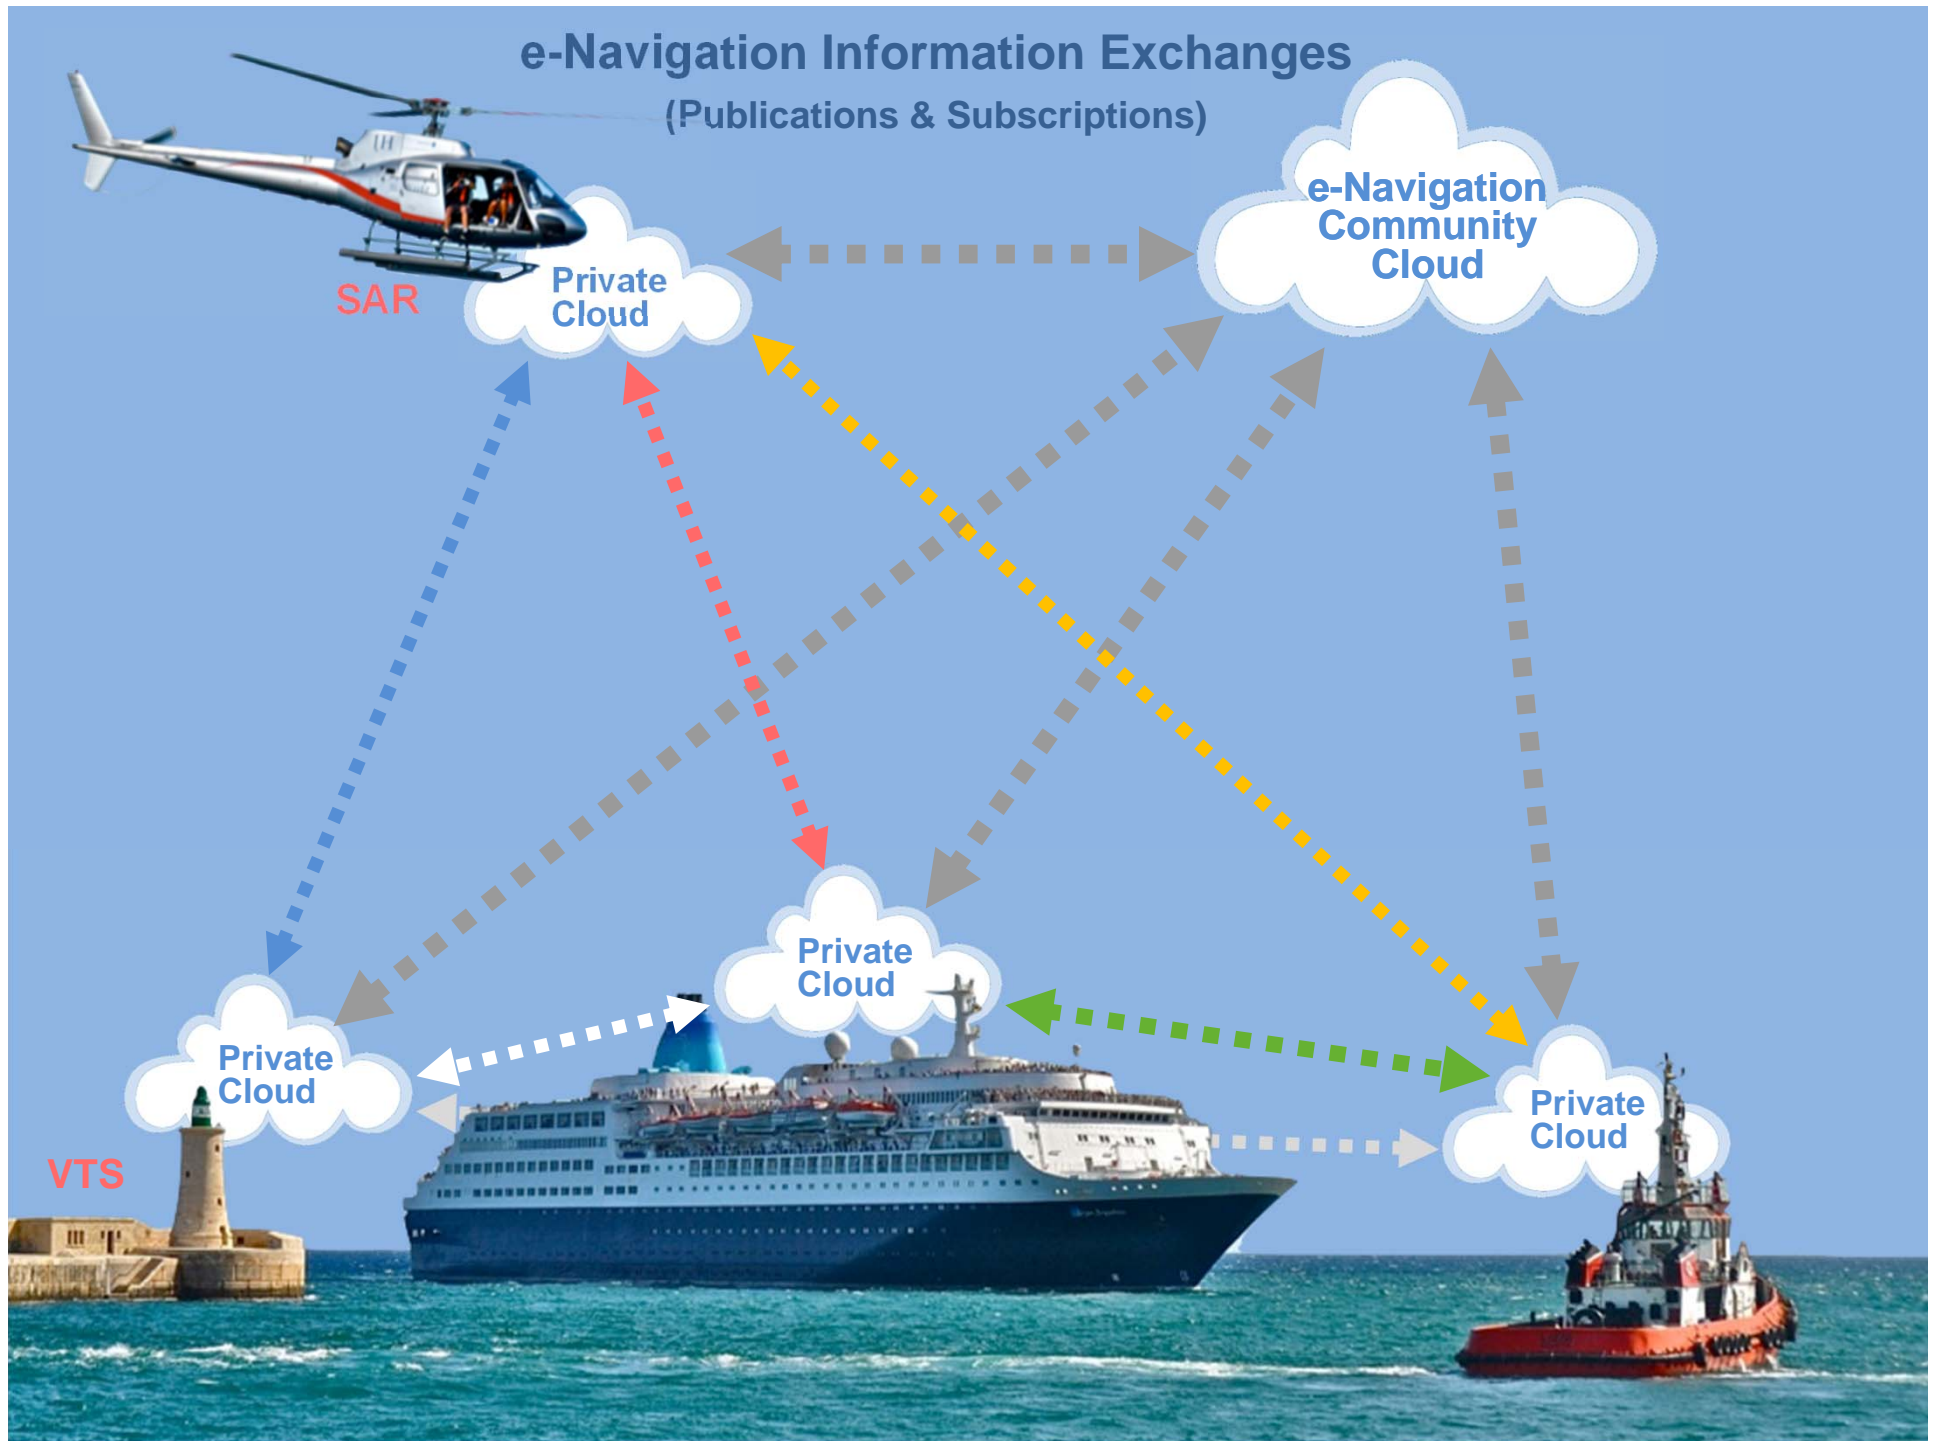 e-Navigation Information Exchanges
(Publications & Subscriptions)
e-Navigation
Community
Cloud
Private
Cloud
SAR
Private
Cloud
Private
Cloud
Private
Cloud
VTS